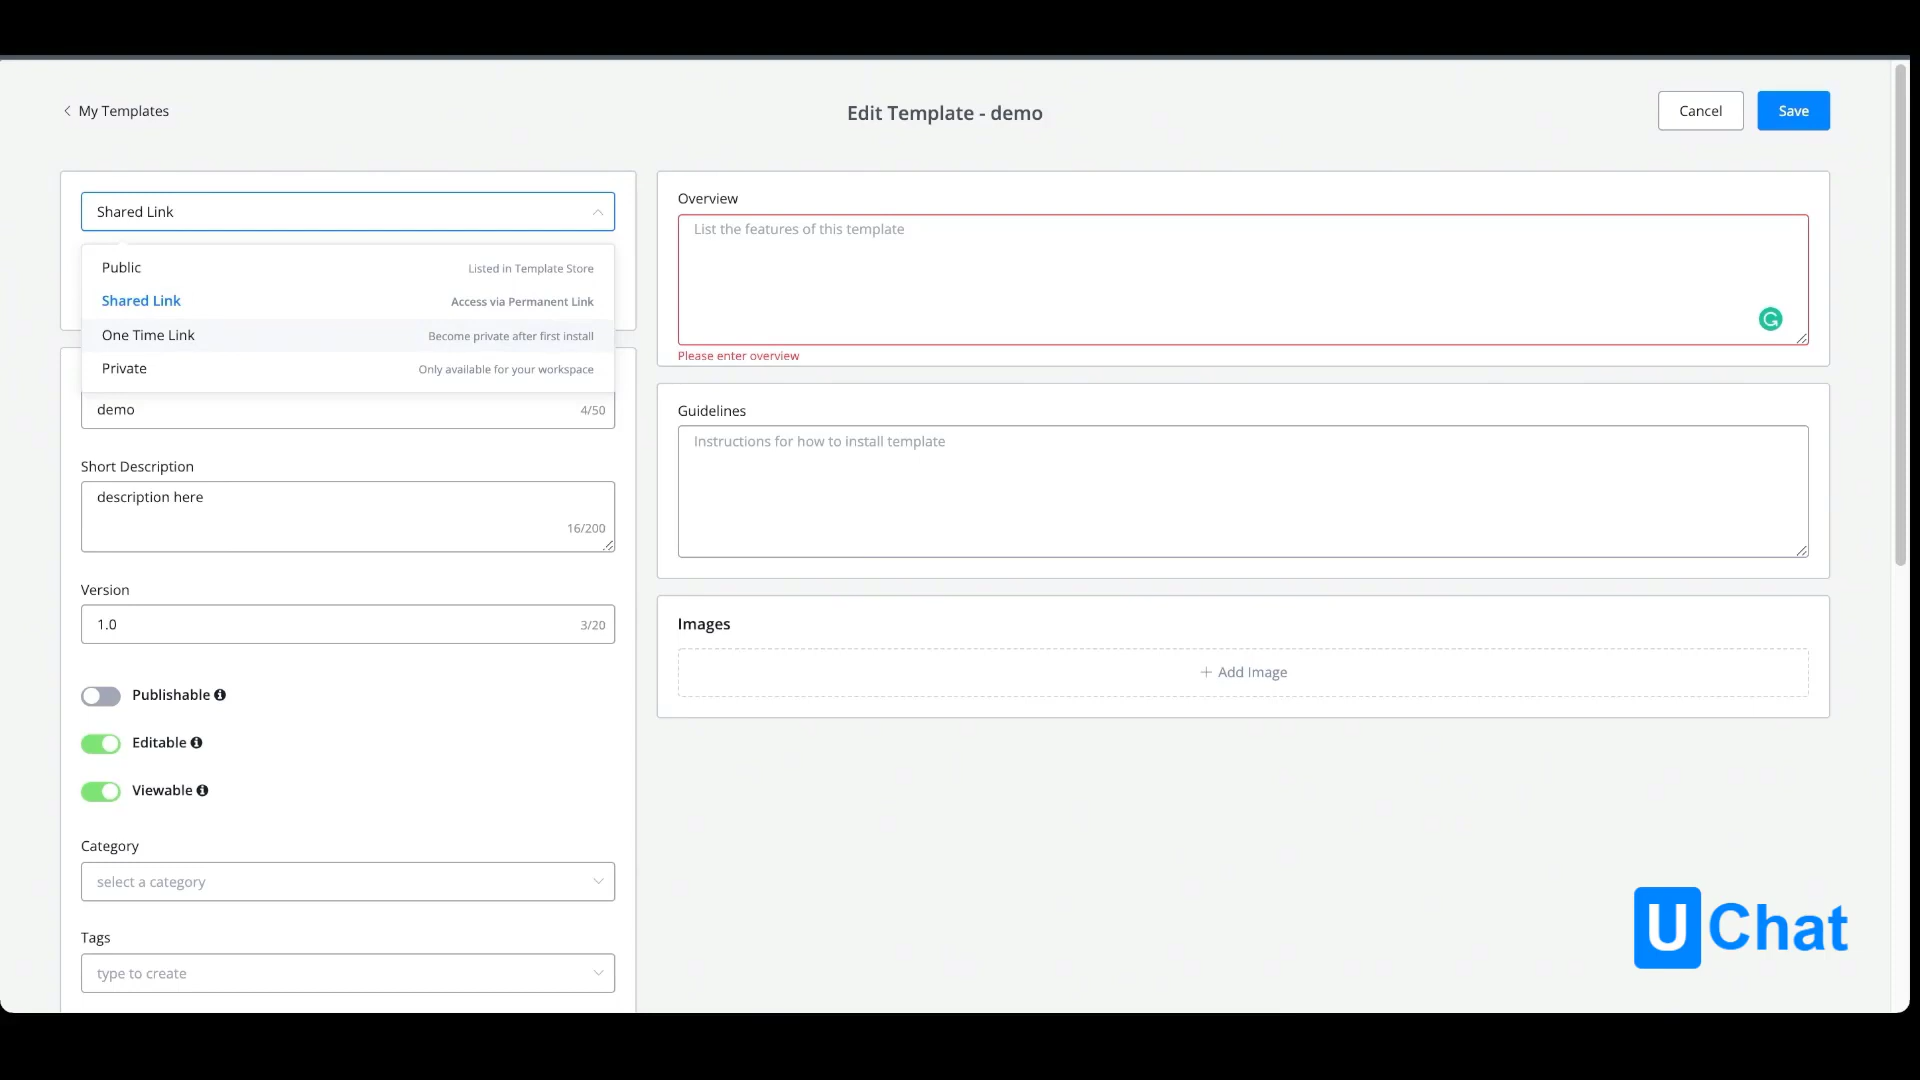 My Templates
Edit Template - demo
Cancel
Save
Shared Link
Public
Listed in Template Store
Shared Link
Access via Permanent Link
One Time Link
Become private after first install
Private
Only available for your workspace
demo
4/50
Short Description
description here
16/200
Version
1.0
3/20
Publishable
Editable
Viewable
Category
select a category
Tags
type to create
Overview
List the features of this template
Please enter overview
Guidelines
Instructions for how to install template
Images
+ Add Image
UChat